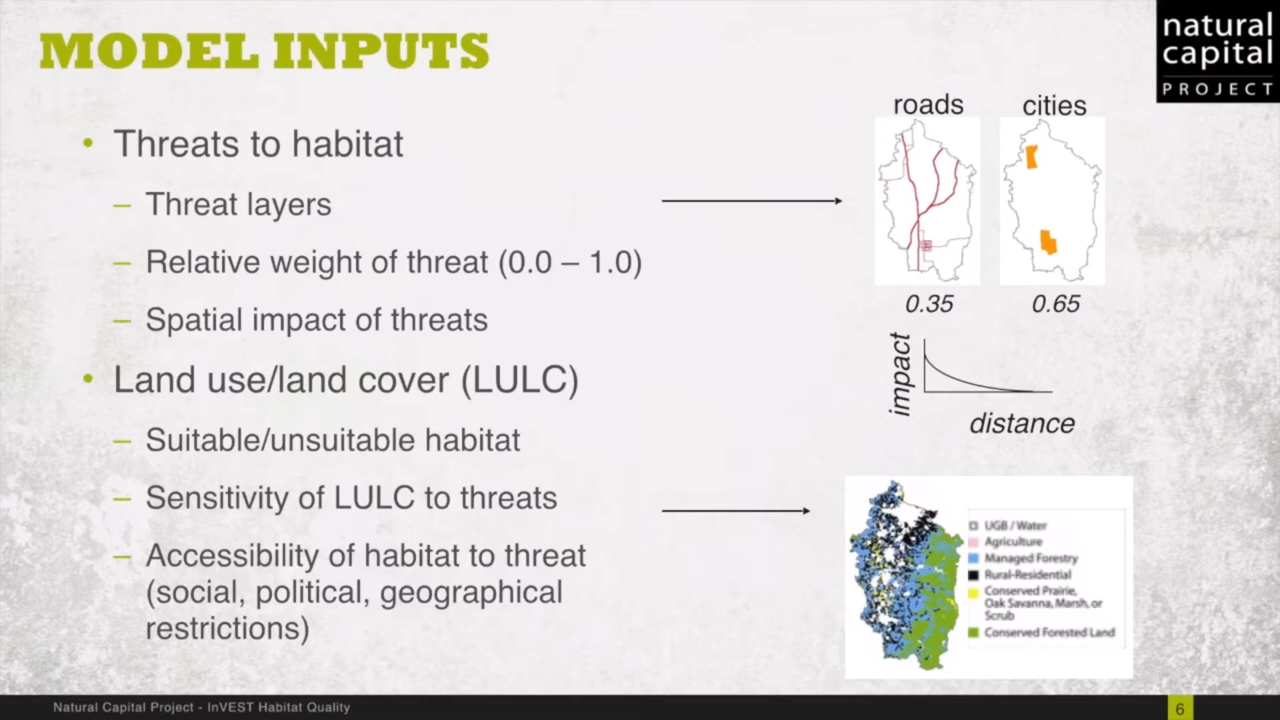 MODEL INPUTS
natural
capital
PROJECT
• Threats to habitat
– Threat layers
– Relative weight of threat (0.0 – 1.0)
– Spatial impact of threats
• Land use/land cover (LULC)
– Suitable/unsuitable habitat
– Sensitivity of LULC to threats
– Accessibility of habitat to threat
(social, political, geographical
restrictions)
roads
cities
0.35
0.65
impact
distance
UGB / Water
Agriculture
Managed Forestry
Rural-Residential
Conserved Prairie,
Oak Savanna, Marsh, or
Scrub
Conserved Forested Land
Natural Capital Project - InVEST Habitat Quality
6